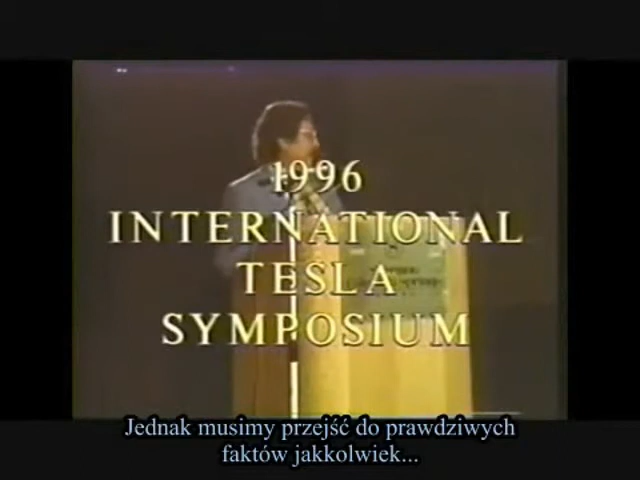 1996
INTERNATIONAL
TESLA
SYMPOSIUM
Jednak musimy przejść do prawdziwych
faktów jakkolwiek...